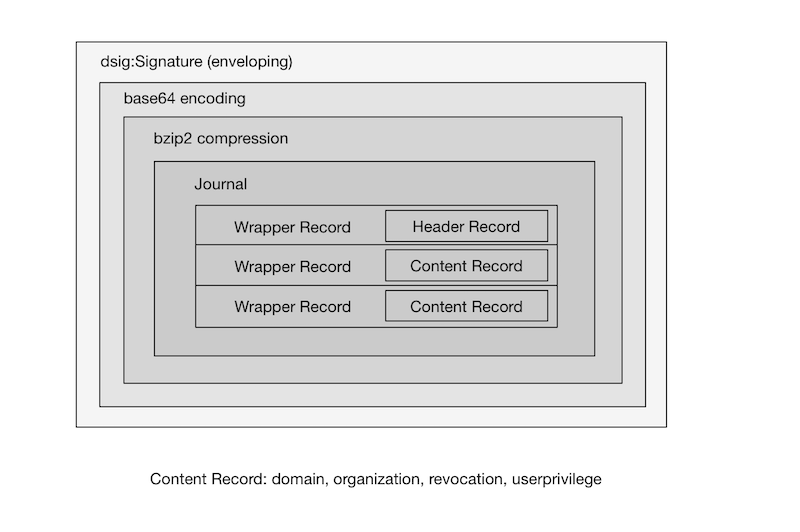 dsig:Signature (enveloping)
base64 encoding
bzip2 compression
Journal
Wrapper Record Header Record
Wrapper Record Content Record
Wrapper Record Content Record
Content Record: domain, organization, revocation, userprivilege